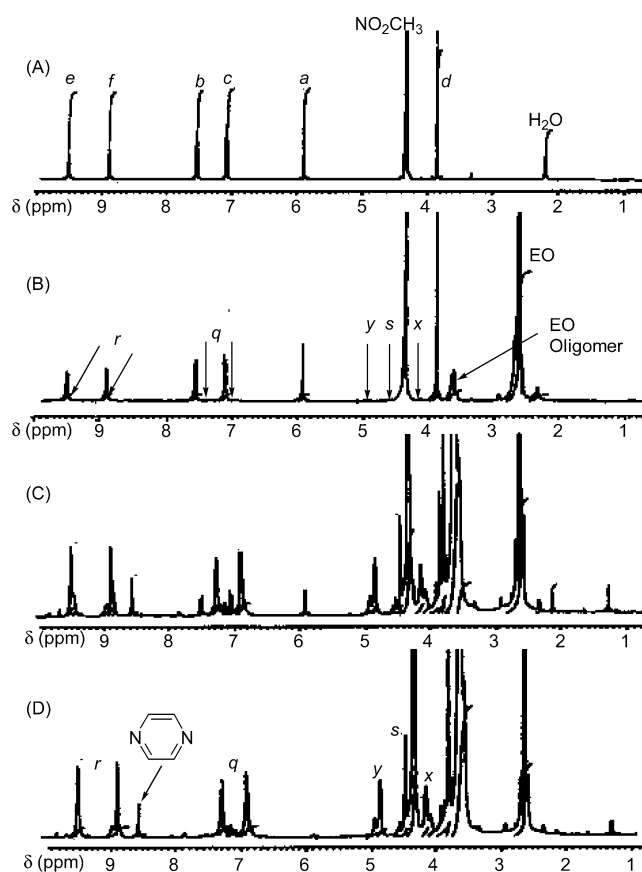 NO2CH3
(A) e f b c a d H2O
δ (ppm) 9 8 7 6 5 4 3 2 1
(B) r q y s x EO
EO
Oligomer
δ (ppm) 9 8 7 6 5 4 3 2 1
(C)
δ (ppm) 9 8 7 6 5 4 3 2 1
(D) r N N q y s x
δ (ppm) 9 8 7 6 5 4 3 2 1